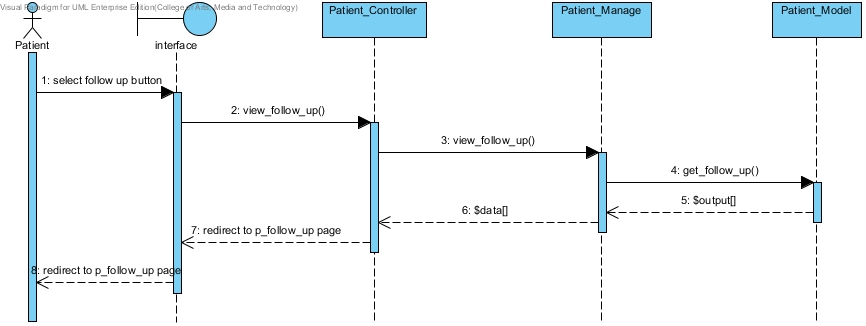 Visual Paradigm for UML Enterprise Edition(College of Arts, Media and Technology)
Patient
interface
Patient_Controller
Patient_Manage
Patient_Model
1: select follow up button
2: view_follow_up()
3: view_follow_up()
4: get_follow_up()
5: $output[]
6: $data[]
7: redirect to p_follow_up page
8: redirect to p_follow_up page